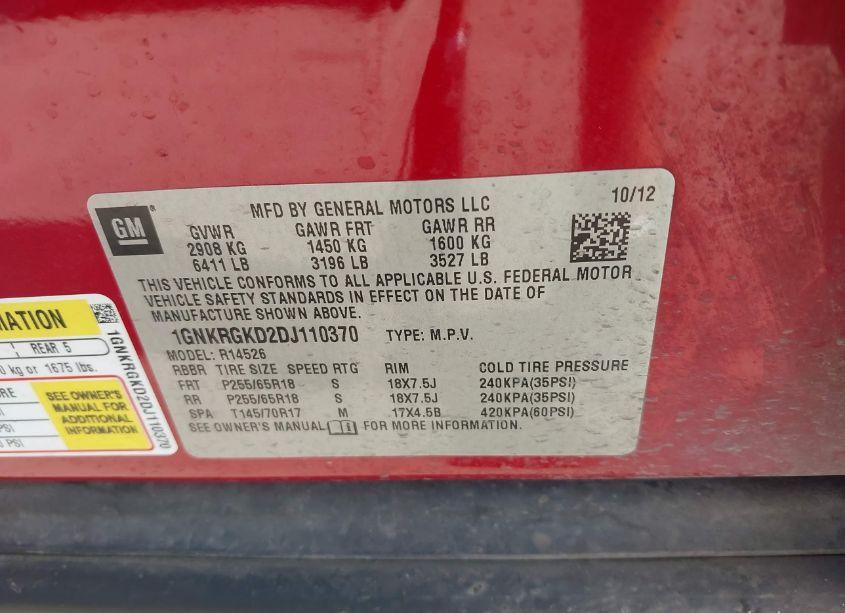 GM
MFD BY GENERAL MOTORS LLC
10/12
GVWR GAWR FRT GAWR RR
2908 KG 1450 KG 1600 KG
6411 LB 3196 LB 3527 LB
THIS VEHICLE CONFORMS TO ALL APPLICABLE U.S. FEDERAL MOTOR
VEHICLE SAFETY STANDARDS IN EFFECT ON THE DATE OF
MANUFACTURE SHOWN ABOVE.
1GNKRGKD2DJ110370 TYPE: M.P.V.
MODEL: R14526
RBBR TIRE SIZE SPEED RTG RIM COLD TIRE PRESSURE
FRT P255/65R18 S 18X7.5J 240KPA(35PSI)
RR P255/65R18 S 18X7.5J 240KPA(35PSI)
SPA T145/70R17 M 17X4.5B 420KPA(60PSI)
SEE OWNER'S MANUAL FOR MORE INFORMATION.
MATION
: REAR 5
0 kg or 1675 lbs.
RE
SEE OWNER'S
MANUAL FOR
ADDITIONAL
INFORMATION
PSI
PSI
1GNKRGKD2DJ110370